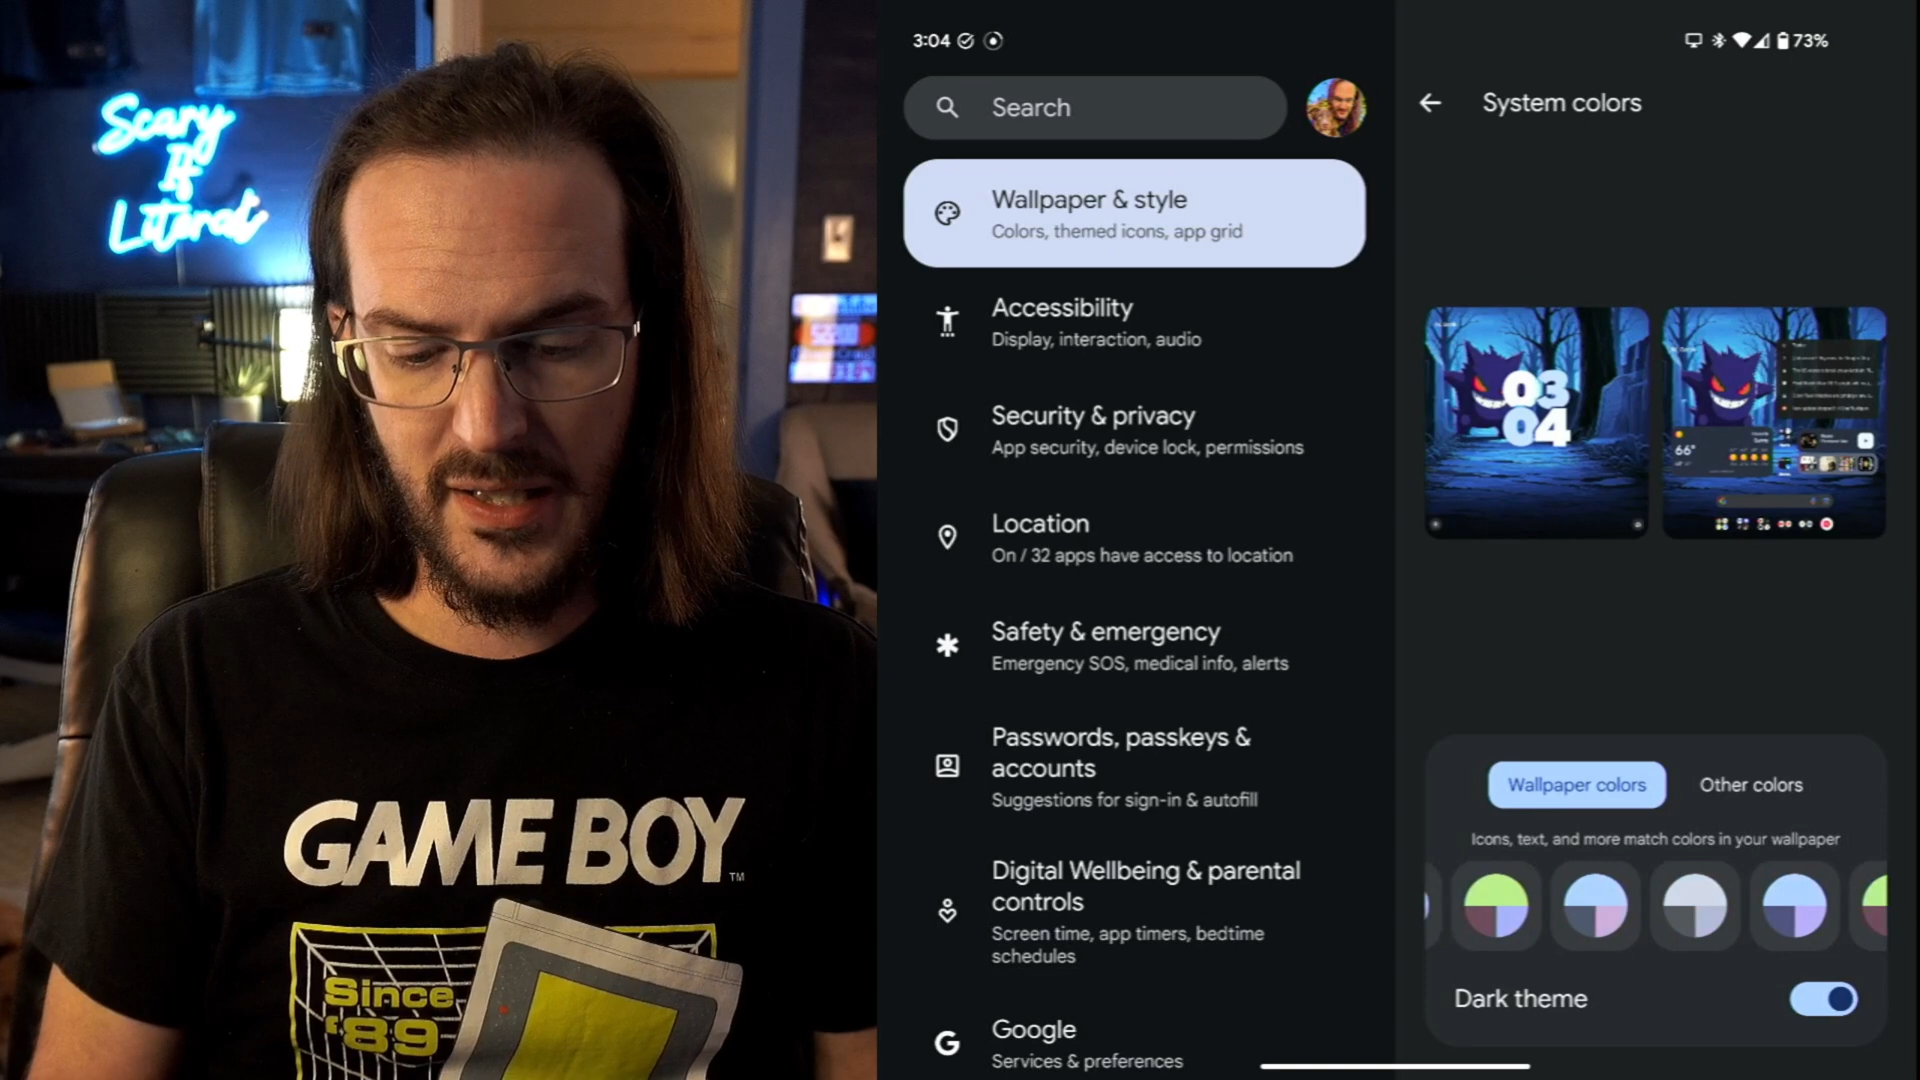 Scary
If
Literal
GAME BOY
TM
Since
'89
3:04
73%
Search
Wallpaper & style
Colors, themed icons, app grid
Accessibility
Display, interaction, audio
Security & privacy
App security, device lock, permissions
Location
On / 32 apps have access to location
Safety & emergency
Emergency SOS, medical info, alerts
Passwords, passkeys &
accounts
Suggestions for sign-in & autofill
Digital Wellbeing & parental
controls
Screen time, app timers, bedtime
schedules
Google
Services & preferences
System colors
03
04
66°
Wallpaper colors
Other colors
Icons, text, and more match colors in your wallpaper
Dark theme